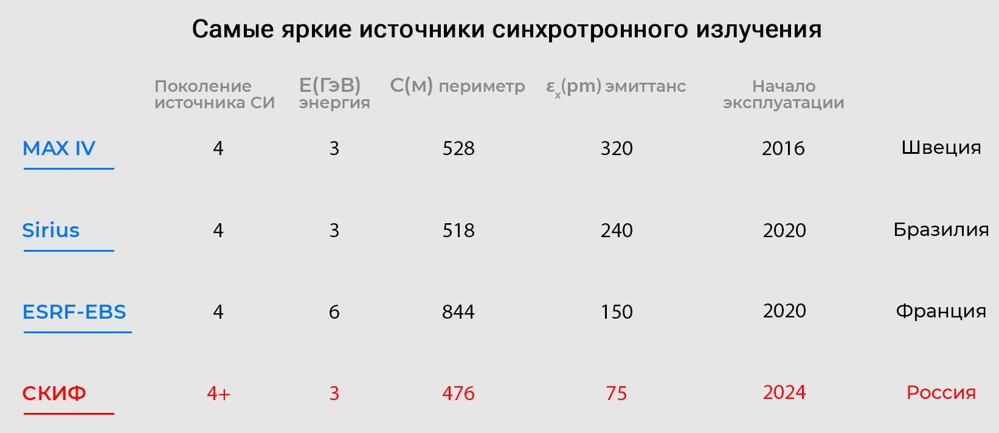 Самые яркие источники синхротронного излучения
Поколение источника СИ
E(ГэВ) энергия
C(м) периметр
εx(pm) эмиттанс
Начало эксплуатации
MAX IV 4 3 528 320 2016 Швеция
Sirius 4 3 518 240 2020 Бразилия
ESRF-EBS 4 6 844 150 2020 Франция
СКИФ 4+ 3 476 75 2024 Россия